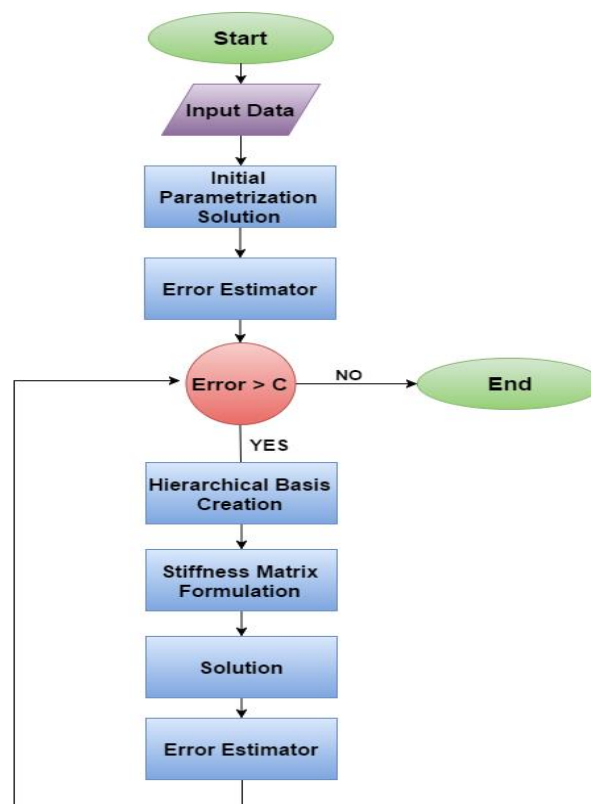 Start
Input Data
Initial
Parametrization
Solution
Error Estimator
Error > C
NO
End
YES
Hierarchical Basis
Creation
Stiffness Matrix
Formulation
Solution
Error Estimator